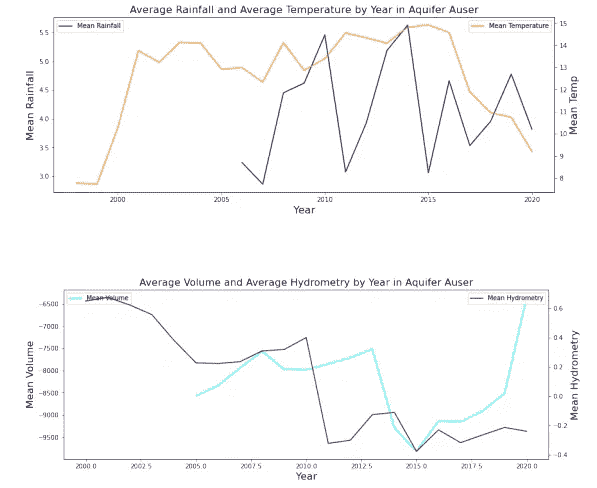 Average Rainfall and Average Temperature by Year in Aquifer Auser
Mean Rainfall
Mean Temperature
5.5
5.0
4.5
4.0
3.5
3.0
Mean Rainfall
15
14
13
12
11
10
9
8
Mean Temp
2000 2005 2010 2015 2020
Year
Average Volume and Average Hydrometry by Year in Aquifer Auser
Mean Volume
Mean Hydrometry
−6500
−7000
−7500
−8000
−8500
−9000
−9500
Mean Volume
0.6
0.4
0.2
0.0
−0.2
−0.4
Mean Hydrometry
2000.0 2002.5 2005.0 2007.5 2010.0 2012.5 2015.0 2017.5 2020.0
Year